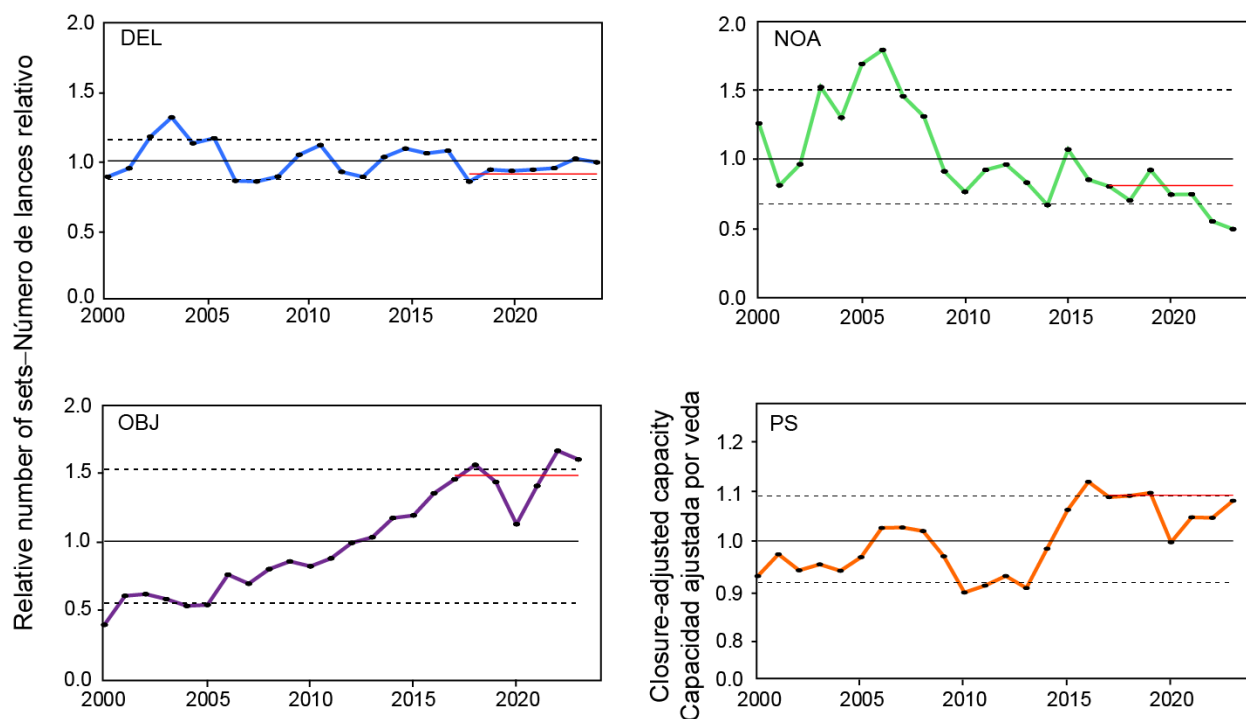 Relative number of sets–Número de lances relativo
DEL
2.0
1.5
1.0
0.5
0.0
2000 2005 2010 2015 2020
NOA
2.0
1.5
1.0
0.5
0.0
2000 2005 2010 2015 2020
OBJ
2.0
1.5
1.0
0.5
0.0
2000 2005 2010 2015 2020
Closure-adjusted capacity
Capacidad ajustada por veda
PS
1.2
1.1
1.0
0.9
0.8
0.0
2000 2005 2010 2015 2020